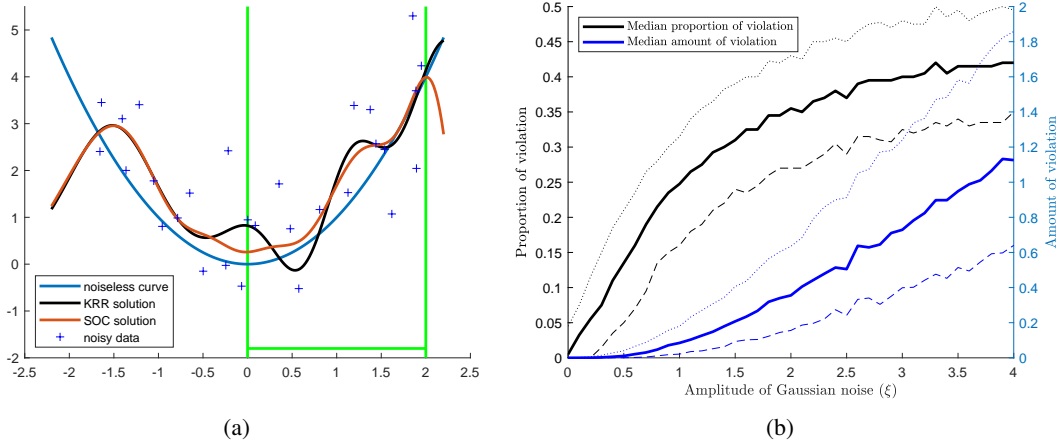 5
4
3
2
1
0
-1
-2
noiseless curve
KRR solution
SOC solution
noisy data
-2.5 -2 -1.5 -1 -0.5 0 0.5 1 1.5 2 2.5
(a)
0.5
0.45
0.4
0.35
0.3
0.25
0.2
0.15
0.1
0.05
0
Proportion of violation
Median proportion of violation
Median amount of violation
2
1.8
1.6
1.4
1.2
1
0.8
0.6
0.4
0.2
0
Amount of violation
0 0.5 1 1.5 2 2.5 3 3.5 4
Amplitude of Gaussian noise (ξ)
(b)